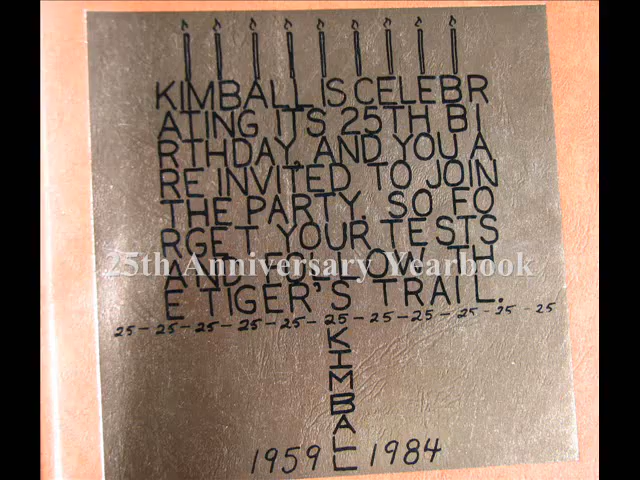 KIMBALL IS CELEBR
ATING ITS 25TH BI
RTHDAY, AND YOU A
RE INVITED TO JOIN
THE PARTY. SO FO
RGET YOUR TESTS
AND FOLLOW TH
25th Anniversary Yearbook
E TIGER'S TRAIL.
25-25-25-25-25-25-25-25-25-25-25
KIMBALL
1959 1984